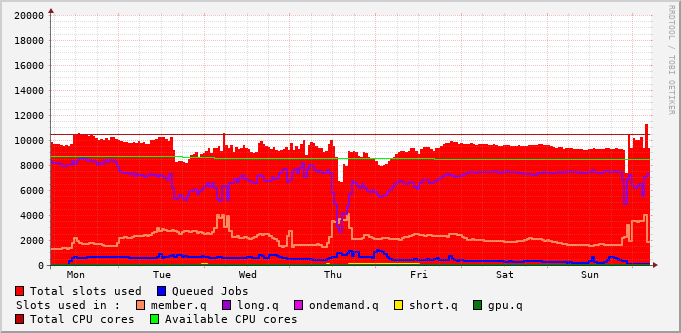 20000
18000
16000
14000
12000
10000
8000
6000
4000
2000
0
Mon Tue Wed Thu Fri Sat Sun
Total slots used Queued Jobs
Slots used in : member.q long.q ondemand.q short.q gpu.q
Total CPU cores Available CPU cores
RRDTOOL / TOBI OETIKER